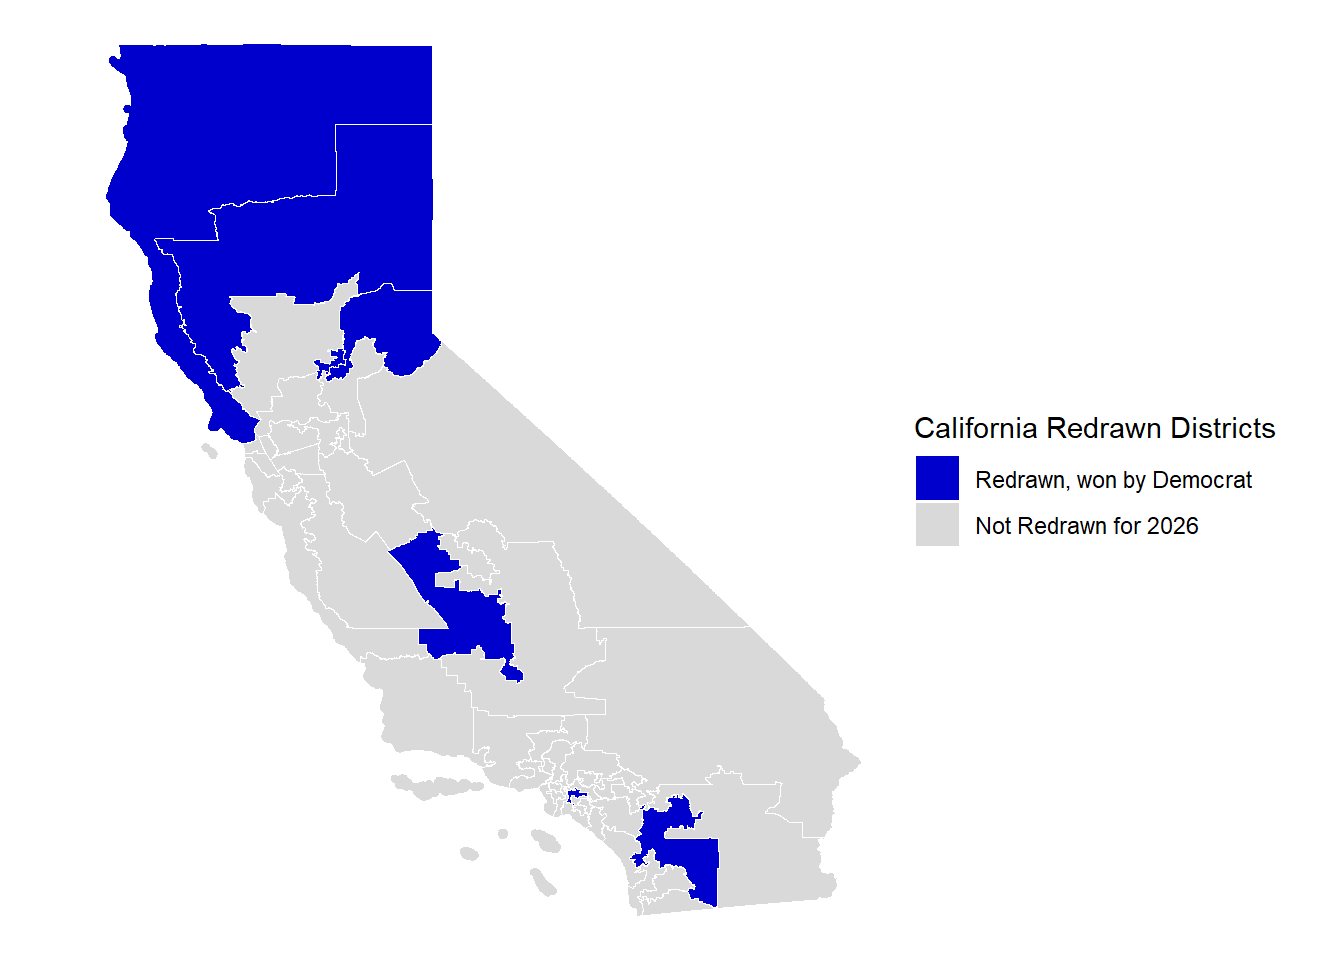 California Redrawn Districts
Redrawn, won by Democrat
Not Redrawn for 2026